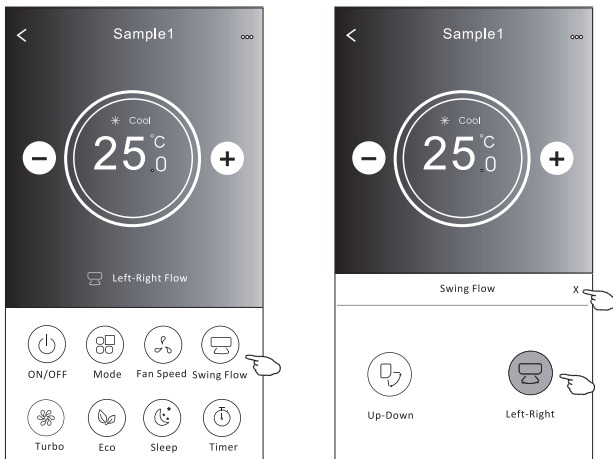 Sample1
Cool
25.0°C
Left-Right Flow
ON/OFF Mode Fan Speed Swing Flow
Turbo Eco Sleep Timer
Sample1
Cool
25.0°C
Swing Flow X
Up-Down Left-Right